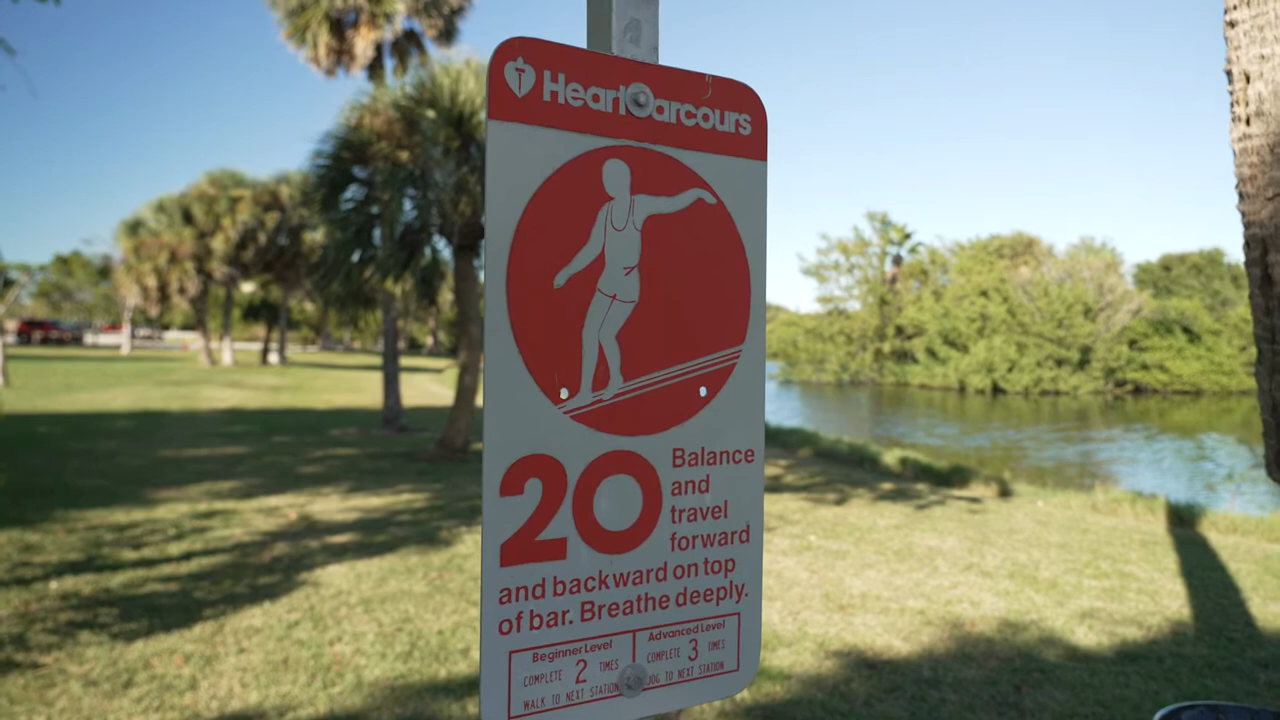 HeartParcours
20
Balance
and
travel
forward
and backward on top
of bar. Breathe deeply.
Beginner Level
COMPLETE 2 TIMES
WALK TO NEXT STATION
Advanced Level
COMPLETE 3 TIMES
JOG TO NEXT STATION